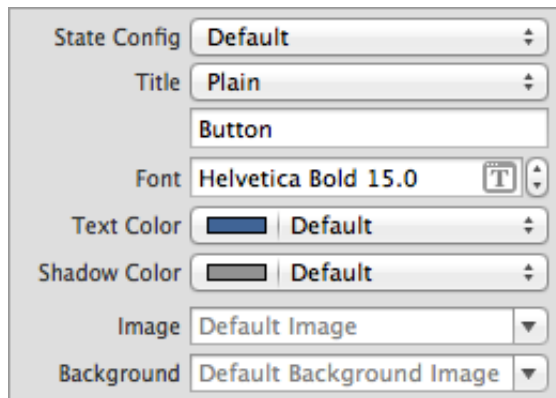 State Config Default
Title Plain
Button
Font Helvetica Bold 15.0 T
Text Color Default
Shadow Color Default
Image Default Image
Background Default Background Image